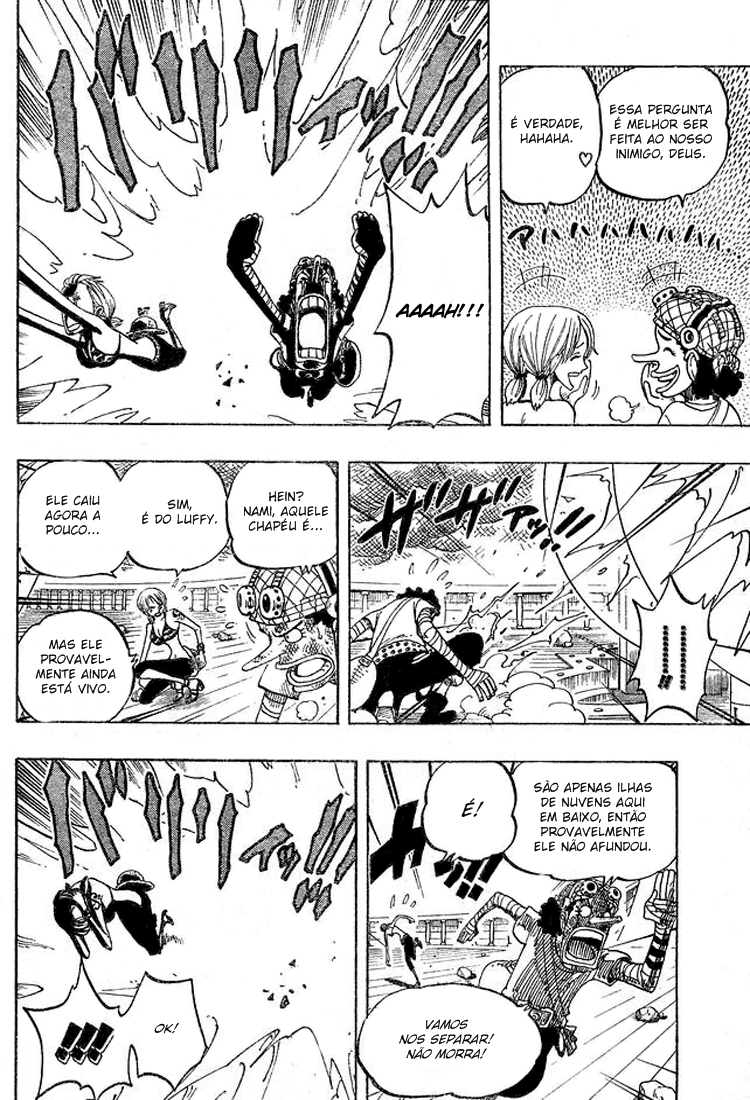 ESSA PERGUNTA
É MELHOR SER
FEITA AO NOSSO
INIMIGO, DEUS.
É VERDADE,
HAHAHA.
♡
AAAAH!!!
HEIN?
NAMI, AQUELE
CHAPÉU É...
SIM,
É DO LUFFY.
ELE CAIU
AGORA A
POUCO...
MAS ELE
PROVAVEL-
MENTE AINDA
ESTÁ VIVO.
SÃO APENAS ILHAS
DE NUVENS AQUI
EM BAIXO, ENTÃO
PROVAVELMENTE
ELE NÃO AFUNDOU.
É!
VAMOS
NOS SEPARAR!
NÃO MORRA!
OK!
!!!